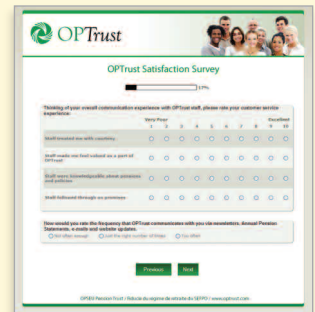 OPTrust
OPTrust Satisfaction Survey
17%
Thinking of your overall communication experience with OPTrust staff, please rate your customer service
experience:
Very Poor Excellent
1 2 3 4 5 6 7 8 9 10
Staff treated me with courtesy
Staff made me feel valued as a part of
OPTrust
Staff were knowledgeable about programs
and policies
Staff followed through on promises
How would you rate the frequency that OPTrust communicates with you via newsletters, Annual Pension
Statements, e-mails and website updates.
Not often enough Just the right number of times Too often
Previous Next
OPSEU Pension Trust / Fiducie du régime de retraite du SEFPO / www.optrust.com